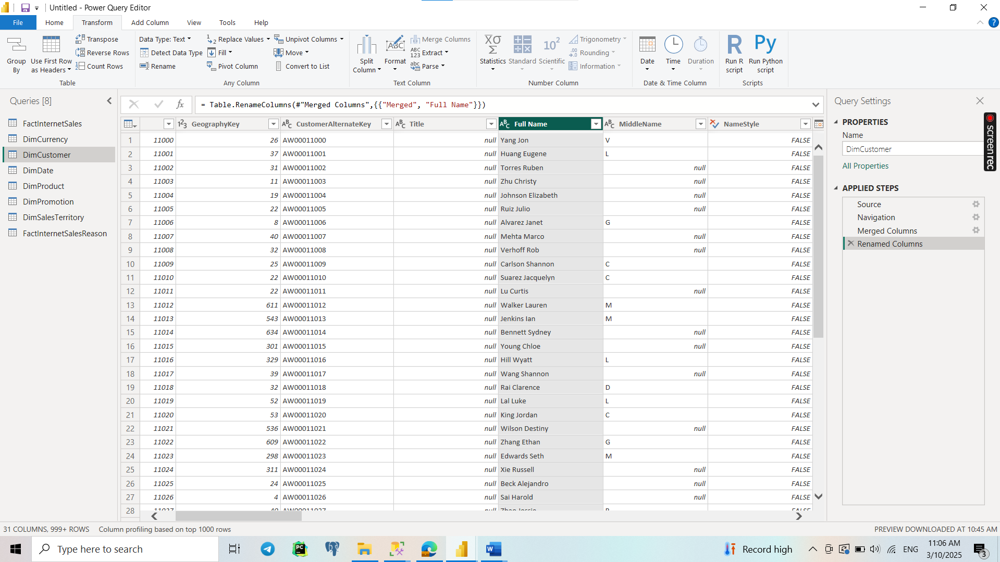 Untitled - Power Query Editor
File Home Transform Add Column View Tools Help
Group By
Use First Row as Headers
Transpose
Reverse Rows
Count Rows
Table
Data Type: Text
Detect Data Type
Rename
Replace Values
Fill
Pivot Column
Unpivot Columns
Move
Convert to List
Any Column
Split Column
Format
Merge Columns
Extract
Parse
Text Column
Statistics
Standard
Scientific
Trigonometry
Rounding
Information
Number Column
Date
Time
Duration
Date & Time Column
Run R script
Run Python script
Scripts
Queries [8]
FactInternetSales
DimCurrency
DimCustomer
DimDate
DimProduct
DimPromotion
DimSalesTerritory
FactInternetSalesReason
= Table.RenameColumns(#"Merged Columns",{{"Merged", "Full Name"}})
GeographyKey CustomerAlternateKey Title Full Name MiddleName NameStyle
1 11000 26 AW00011000 null Yang Jon V FALSE
2 11001 37 AW00011001 null Huang Eugene L FALSE
3 11002 31 AW00011002 null Torres Ruben null FALSE
4 11003 11 AW00011003 null Zhu Christy null FALSE
5 11004 19 AW00011004 null Johnson Elizabeth null FALSE
6 11005 22 AW00011005 null Ruiz Julio null FALSE
7 11006 8 AW00011006 null Alvarez Janet G FALSE
8 11007 40 AW00011007 null Mehta Marco null FALSE
9 11008 32 AW00011008 null Verhoff Rob null FALSE
10 11009 25 AW00011009 null Carlson Shannon C FALSE
11 11010 22 AW00011010 null Suarez Jacquelyn C FALSE
12 11011 22 AW00011011 null Lu Curtis null FALSE
13 11012 611 AW00011012 null Walker Lauren M FALSE
14 11013 543 AW00011013 null Jenkins Ian M FALSE
15 11014 634 AW00011014 null Bennett Sydney null FALSE
16 11015 301 AW00011015 null Young Chloe null FALSE
17 11016 329 AW00011016 null Hill Wyatt L FALSE
18 11017 39 AW00011017 null Wang Shannon null FALSE
19 11018 32 AW00011018 null Rai Clarence D FALSE
20 11019 52 AW00011019 null Lal Luke L FALSE
21 11020 53 AW00011020 null King Jordan C FALSE
22 11021 536 AW00011021 null Wilson Destiny null FALSE
23 11022 609 AW00011022 null Zhang Ethan G FALSE
24 11023 298 AW00011023 null Edwards Seth M FALSE
25 11024 311 AW00011024 null Xie Russell null FALSE
26 11025 24 AW00011025 null Beck Alejandro null FALSE
27 11026 4 AW00011026 null Sai Harold null FALSE
28
Query Settings
PROPERTIES
Name
DimCustomer
All Properties
APPLIED STEPS
Source
Navigation
Merged Columns
Renamed Columns
screenrec
31 COLUMNS, 999+ ROWS Column profiling based on top 1000 rows
PREVIEW DOWNLOADED AT 10:45 AM
Type here to search
Record high
ENG
11:06 AM
3/10/2025
3